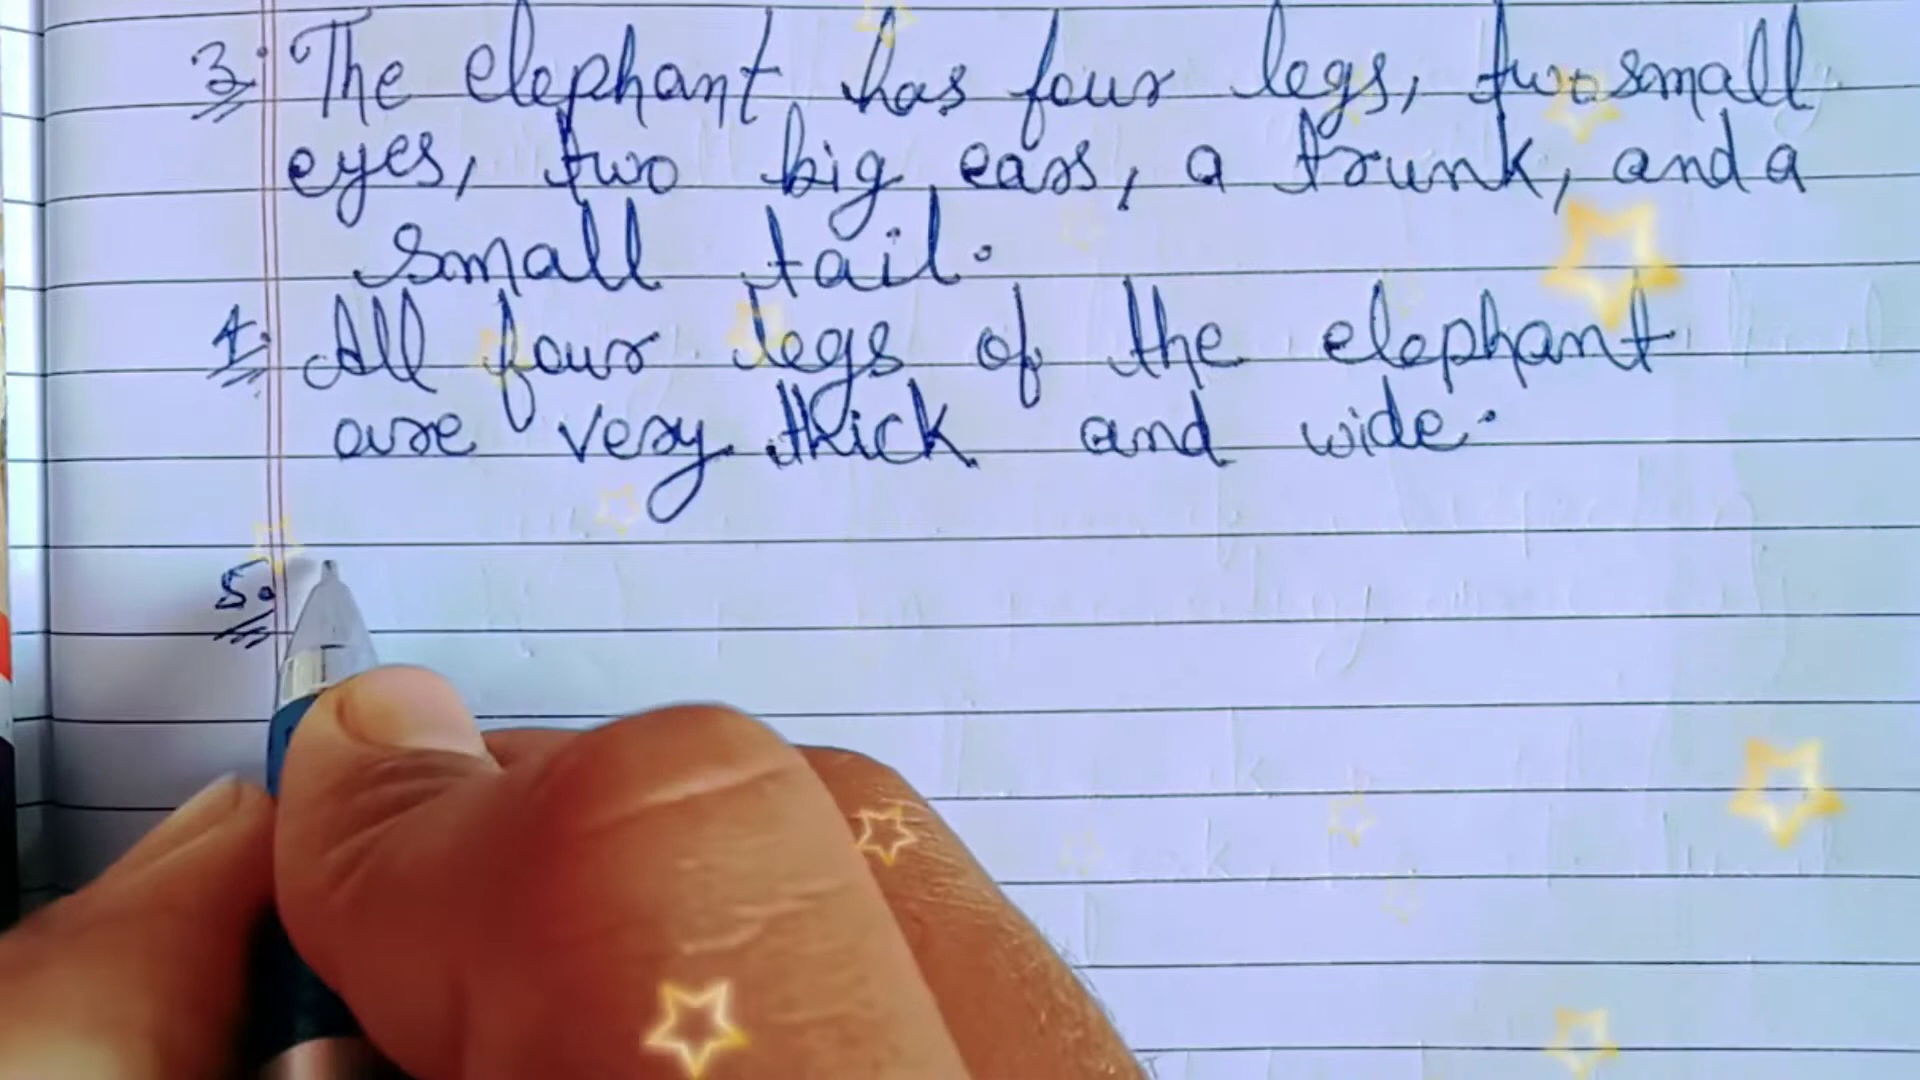 3. The elephant has four legs, two small
eyes, two big ears, a trunk, and a
small tail.
4. All four legs of the elephant
are very thick and wide.
5.